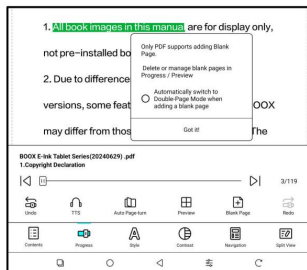 1. All book images in this manual are for display only,
not pre-installed bo
2. Due to difference
versions, some feat
OOX
may differ from thos
The
Only PDF supports adding Blank
Page.
Delete or manage blank pages in
Progress / Preview
Automatically switch to
Double-Page Mode when
adding a blank page
Got it!
BOOX E-Ink Tablet Series(20240629) .pdf
1.Copyright Declaration
3/119
Undo TTS Auto Page-turn Preview Blank Page Redo
Contents Progress Style Contrast Navigation Split View